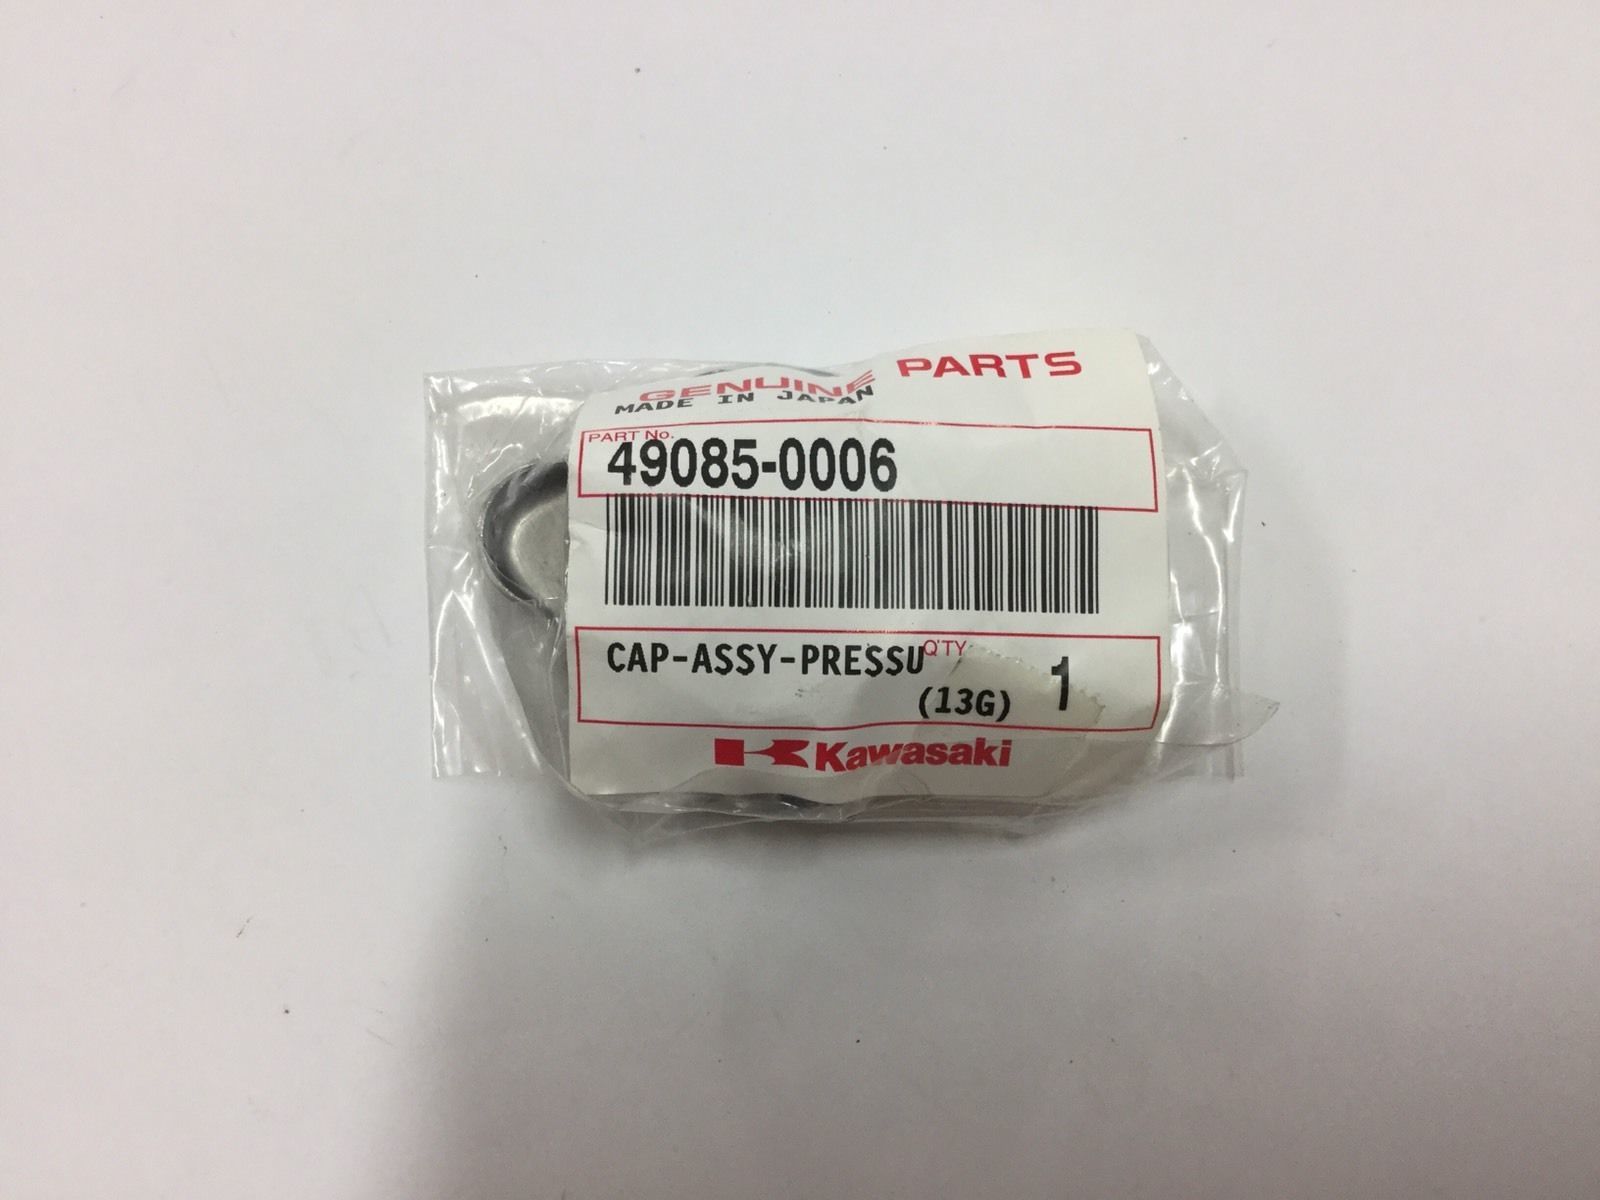 GENUINE PARTS
MADE IN JAPAN
PART No.
49085-0006
CAP-ASSY-PRESSU
Q'TY
(13G)
1
Kawasaki